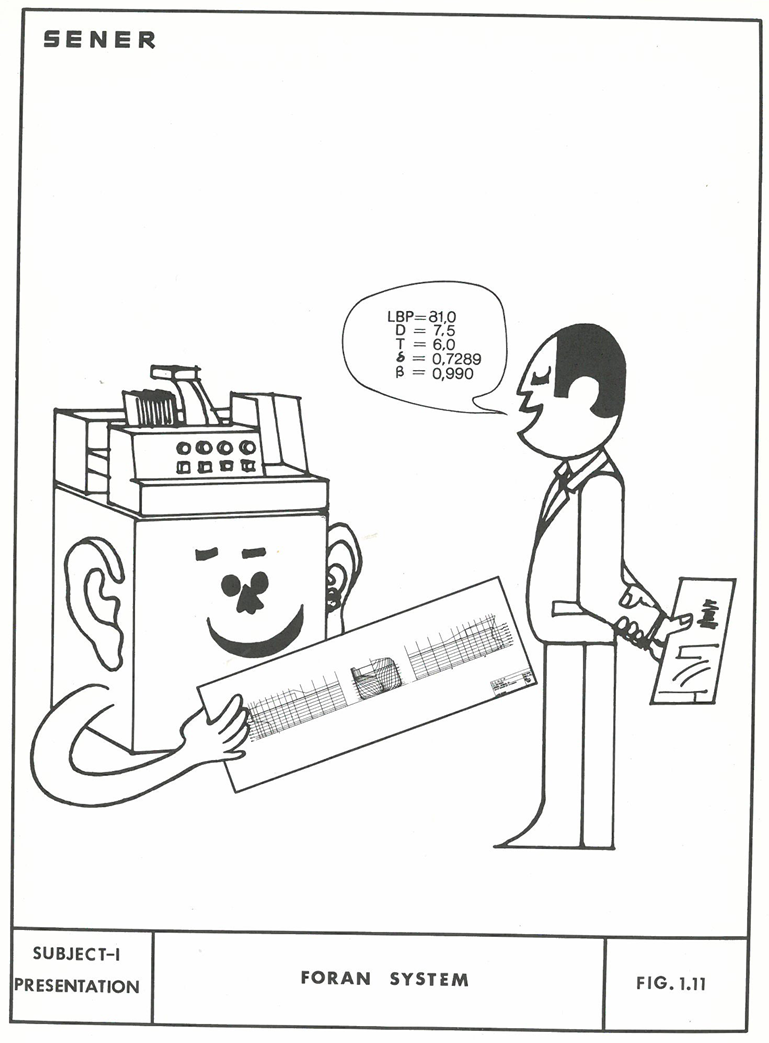 SENER
LBP=81,0
D = 7,5
T = 6,0
δ = 0,7289
β = 0,990
SUBJECT-I
PRESENTATION
FORAN SYSTEM
FIG. 1.11